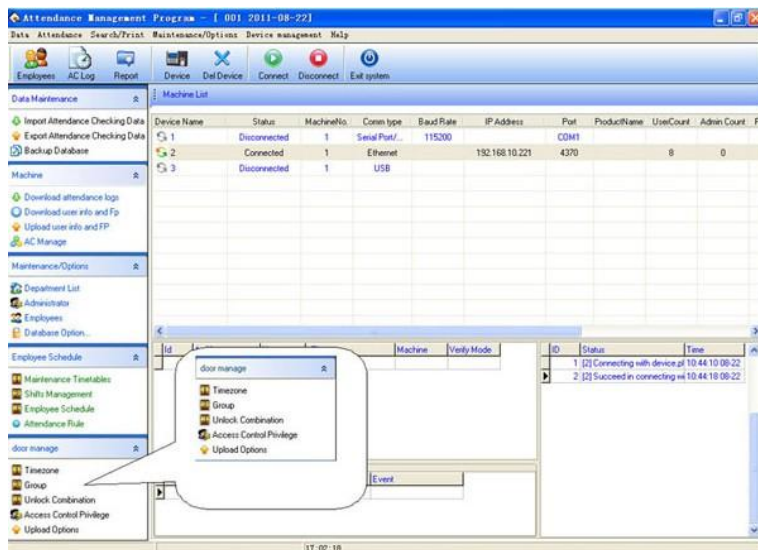 Attendance Management Program - [ 001 2011-08-22]
Data Attendance Search/Print Maintenance/Options Device management Help
Employees AC Log Report Device Del Device Connect Disconnect Exit system
Data Maintenance
Import Attendance Checking Data
Export Attendance Checking Data
Backup Database
Machine
Download attendance logs
Download user info and Fp
Upload user info and FP
AC Manage
Maintenance/Options
Department List
Administrator
Employees
Database Option...
Employee Schedule
Maintenance Timetables
Shifts Management
Employee Schedule
Attendance Rule
door manage
Timezone
Group
Unlock Combination
Access Control Privilege
Upload Options
Machine List
Device Name Status MachineNo. Comm type Baud Rate IP Address Port ProductName UserCount Admin Count F
1 Disconnected 1 Serial Port/... 115200 COM1
2 Connected 1 Ethernet 192.168.10.221 4370 8 0
3 Disconnected 1 USB
Id Machine Verify Mode
door manage
Timezone
Group
Unlock Combination
Access Control Privilege
Upload Options
Event
ID Status Time
1 [2] Connecting with device,pl 10:44:10 08-22
2 [2] Succeed in connecting wi 10:44:18 08-22
17:02:18